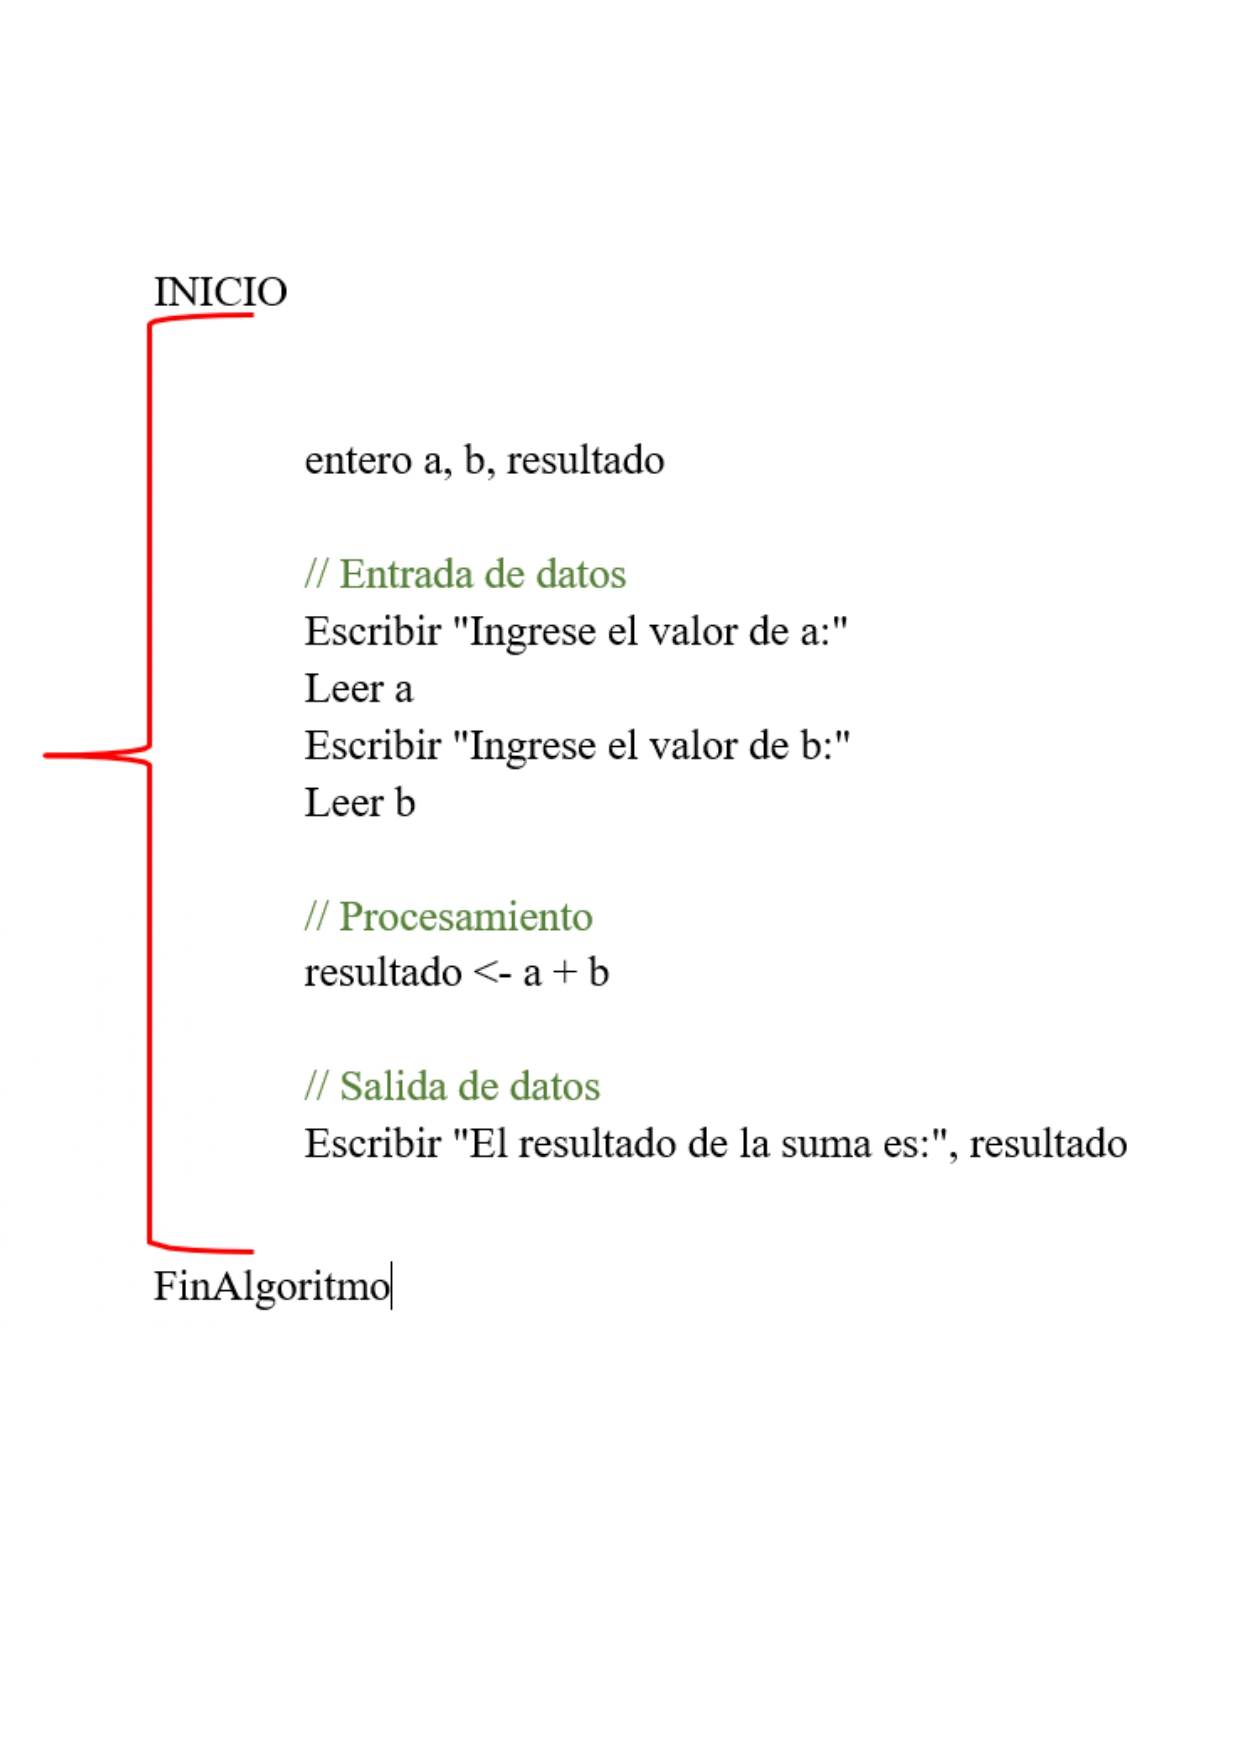 INICIO
entero a, b, resultado
// Entrada de datos
Escribir "Ingrese el valor de a:"
Leer a
Escribir "Ingrese el valor de b:"
Leer b
// Procesamiento
resultado <- a + b
// Salida de datos
Escribir "El resultado de la suma es:", resultado
FinAlgoritmo